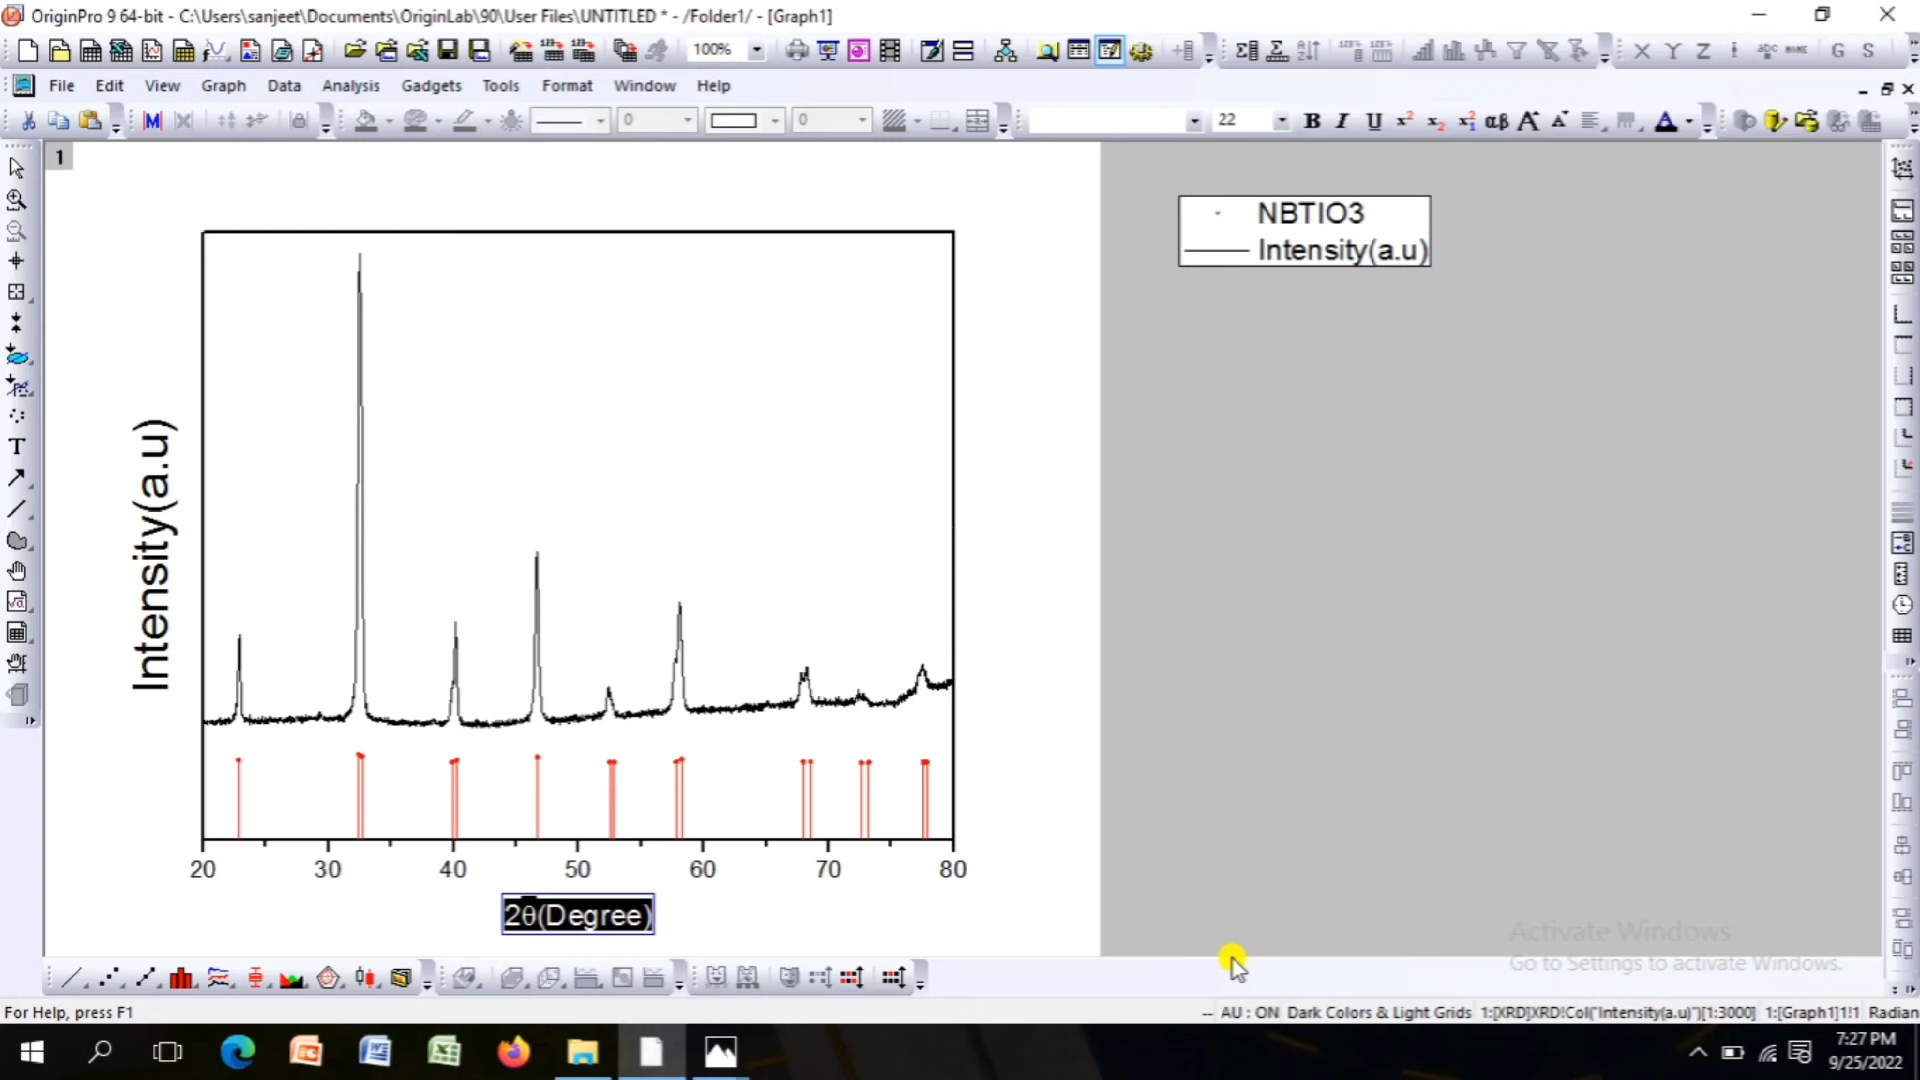 OriginPro 9 64-bit - C:\Users\sanjeet\Documents\OriginLab\90\User Files\UNTITLED * - /Folder1/ - [Graph1]
100%
File Edit View Graph Data Analysis Gadgets Tools Format Window Help
22
1
NBTIO3
Intensity(a.u)
Intensity(a.u)
20 30 40 50 60 70 80
2θ(Degree)
Activate Windows
Go to Settings to activate Windows.
For Help, press F1
-- AU : ON Dark Colors & Light Grids 1:[XRD]XRD!Col("Intensity(a.u)")[1:3000] 1:[Graph1]1!1 Radian
7:27 PM
9/25/2022